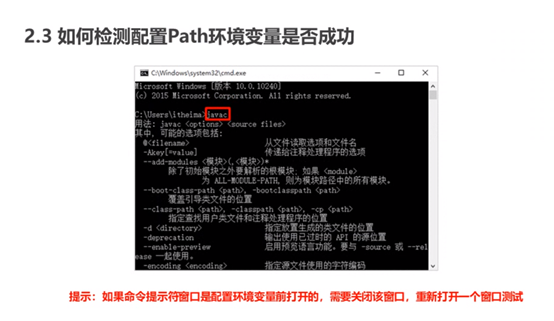 2.3 如何检测配置Path环境变量是否成功
C:\Windows\system32\cmd.exe
Microsoft Windows [版本 10.0.10240]
(c) 2015 Microsoft Corporation. All rights reserved.
C:\Users\itheima>javac
用法: javac <options> <source files>
其中, 可能的选项包括:
@<filename> 从文件读取选项和文件名
-Akey[=value] 传递给注释处理程序的选项
--add-modules <模块>(,<模块>)*
除了初始模块之外要解析的根模块; 如果 <module>
为 ALL-MODULE-PATH, 则为模块路径中的所有模块。
--boot-class-path <path>, -bootclasspath <path>
覆盖引导类文件的位置
--class-path <path>, -classpath <path>, -cp <path>
指定查找用户类文件和注释处理程序的位置
-d <directory> 指定放置生成的类文件的位置
-deprecation 输出使用已过时的 API 的源位置
--enable-preview 启用预览语言功能。要与 -source 或 --rel
ease 一起使用。
-encoding <encoding> 指定源文件使用的字符编码
提示：如果命令提示符窗口是配置环境变量前打开的，需要关闭该窗口，重新打开一个窗口测试